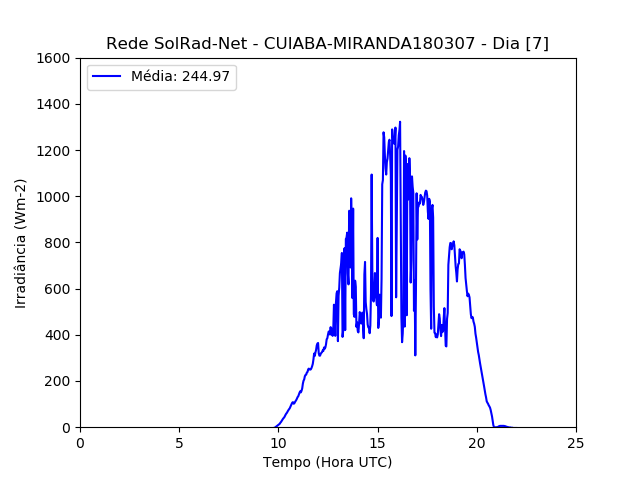 Rede SolRad-Net - CUIABA-MIRANDA180307 - Dia [7]
Média: 244.97
1600
1400
1200
1000
800
600
400
200
0
0 5 10 15 20 25
Irradiância (Wm-2)
Tempo (Hora UTC)